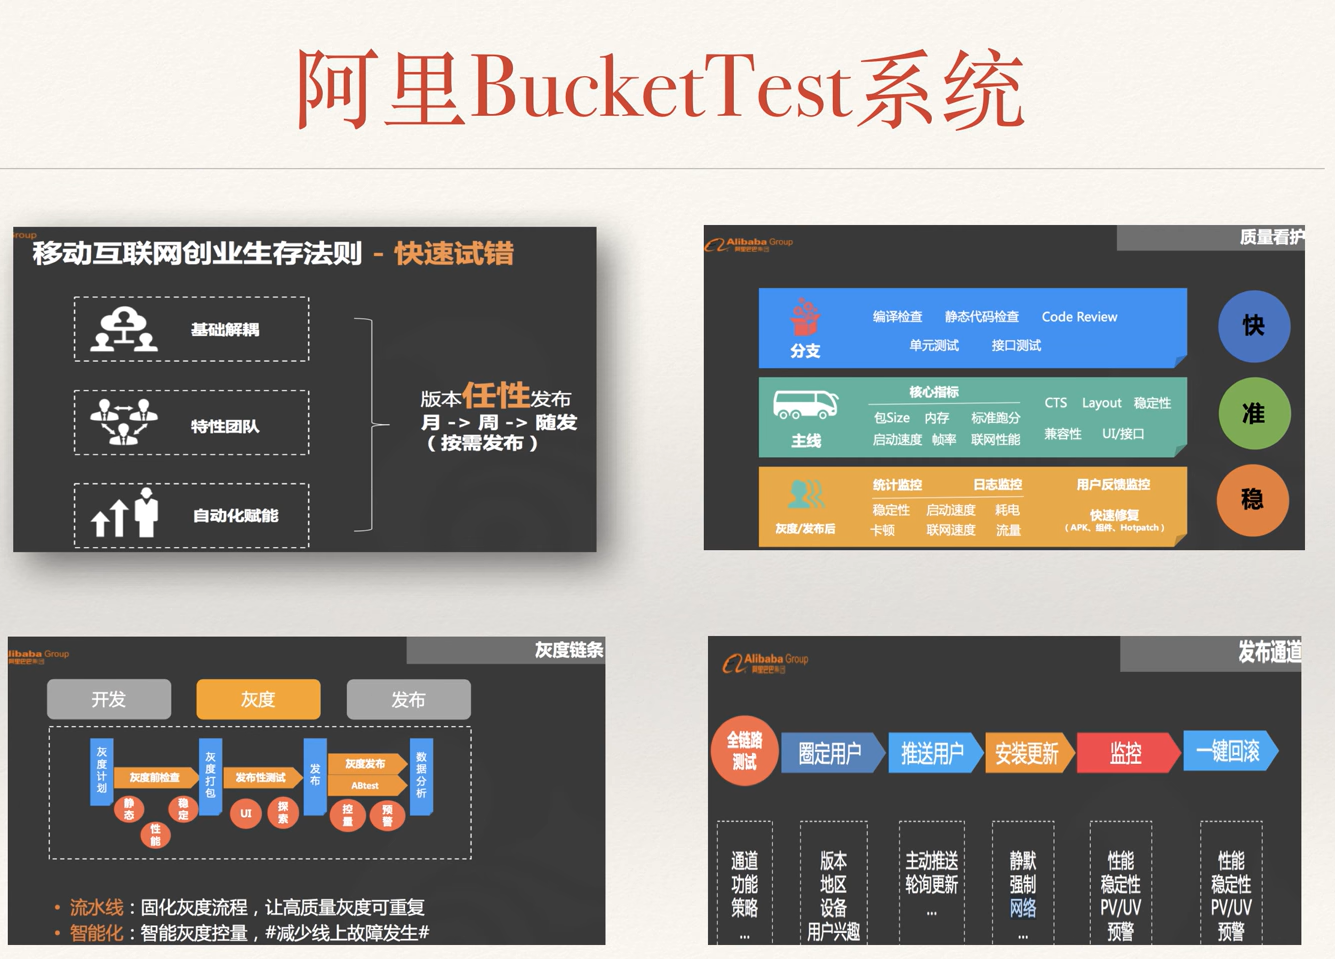 阿里BucketTest系统
roup
移动互联网创业生存法则 - 快速试错
基础解耦
特性团队
自动化赋能
版本任性发布
月 -> 周 -> 随发
（按需发布）
Alibaba Group
阿里巴巴集团
质量看护
分支
编译检查 静态代码检查 Code Review
单元测试 接口测试
快
主线
核心指标
包Size 内存 标准跑分
启动速度 帧率 联网性能
CTS Layout 稳定性
兼容性 UI/接口
准
灰度/发布后
统计监控 日志监控
稳定性 启动速度 耗电
卡顿 联网速度 流量
用户反馈监控
快速修复
（APK、组件、Hotpatch）
稳
libaba Group
阿里巴巴集团
灰度链条
开发
灰度
发布
灰度计划
灰度前检查
静态
性能
稳定
灰度打包
发布性测试
UI
探索
发布
灰度发布
ABtest
控量
预警
数据分析
• 流水线：固化灰度流程，让高质量灰度可重复
• 智能化：智能灰度控量，#减少线上故障发生#
Alibaba Group
阿里巴巴集团
发布通道
全链路
测试
圈定用户
推送用户
安装更新
监控
一键回滚
通道
功能
策略
...
版本
地区
设备
用户兴趣
主动推送
轮询更新
...
静默
强制
网络
...
性能
稳定性
PV/UV
预警
性能
稳定性
PV/UV
预警